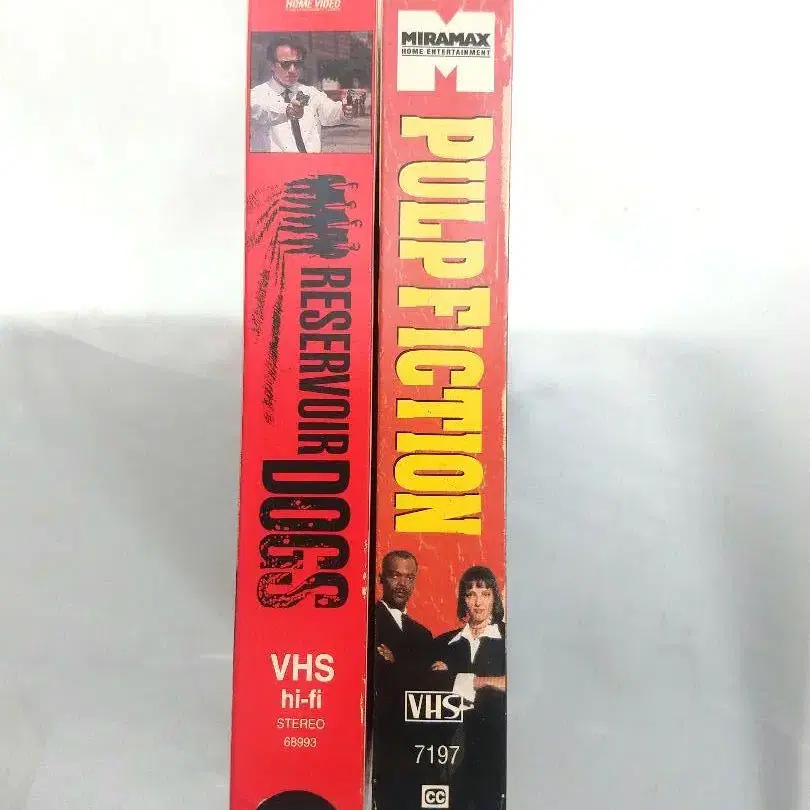 HOME VIDEO
RESERVOIR DOGS
VHS
hi-fi
STEREO
68993
MIRAMAX
HOME ENTERTAINMENT
PULP FICTION
VHS
7197
CC